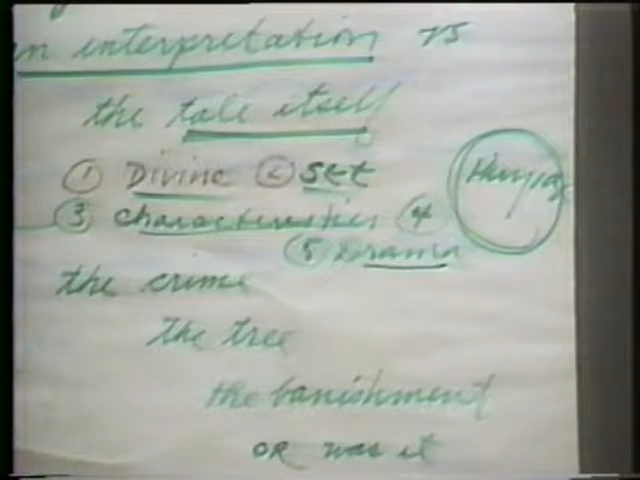 n interpretation vs
the tale itself
① Divine ② Set
③ Characteristics ④
⑤ Drama
the crime
the tree
the banishment
OR was it